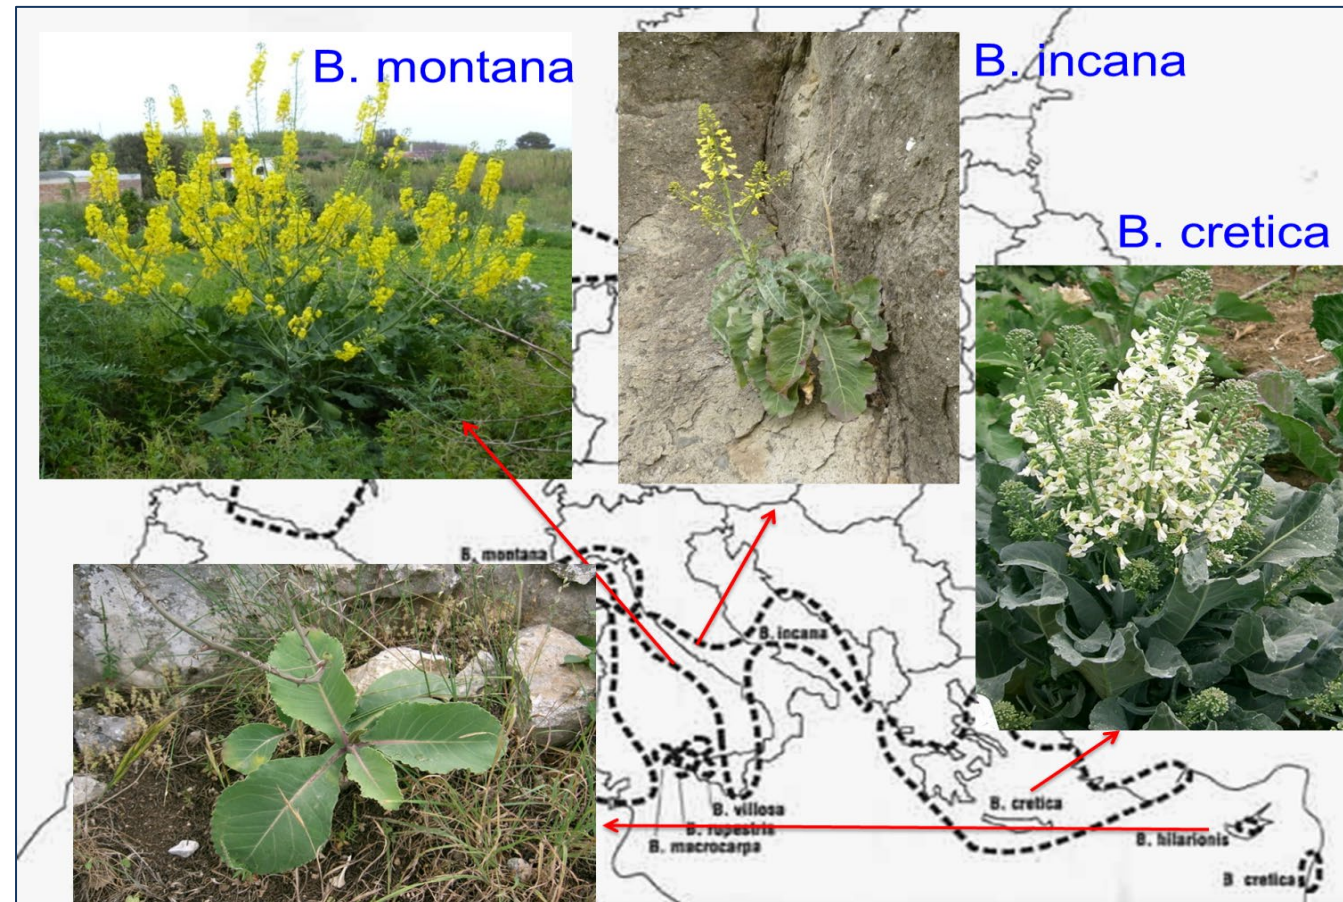 B. montana
B. incana
B. cretica
B. montana
B. incana
B. villosa
B. rupestris
B. macrocarpa
B. cretica
B. hilarionis
B cretica